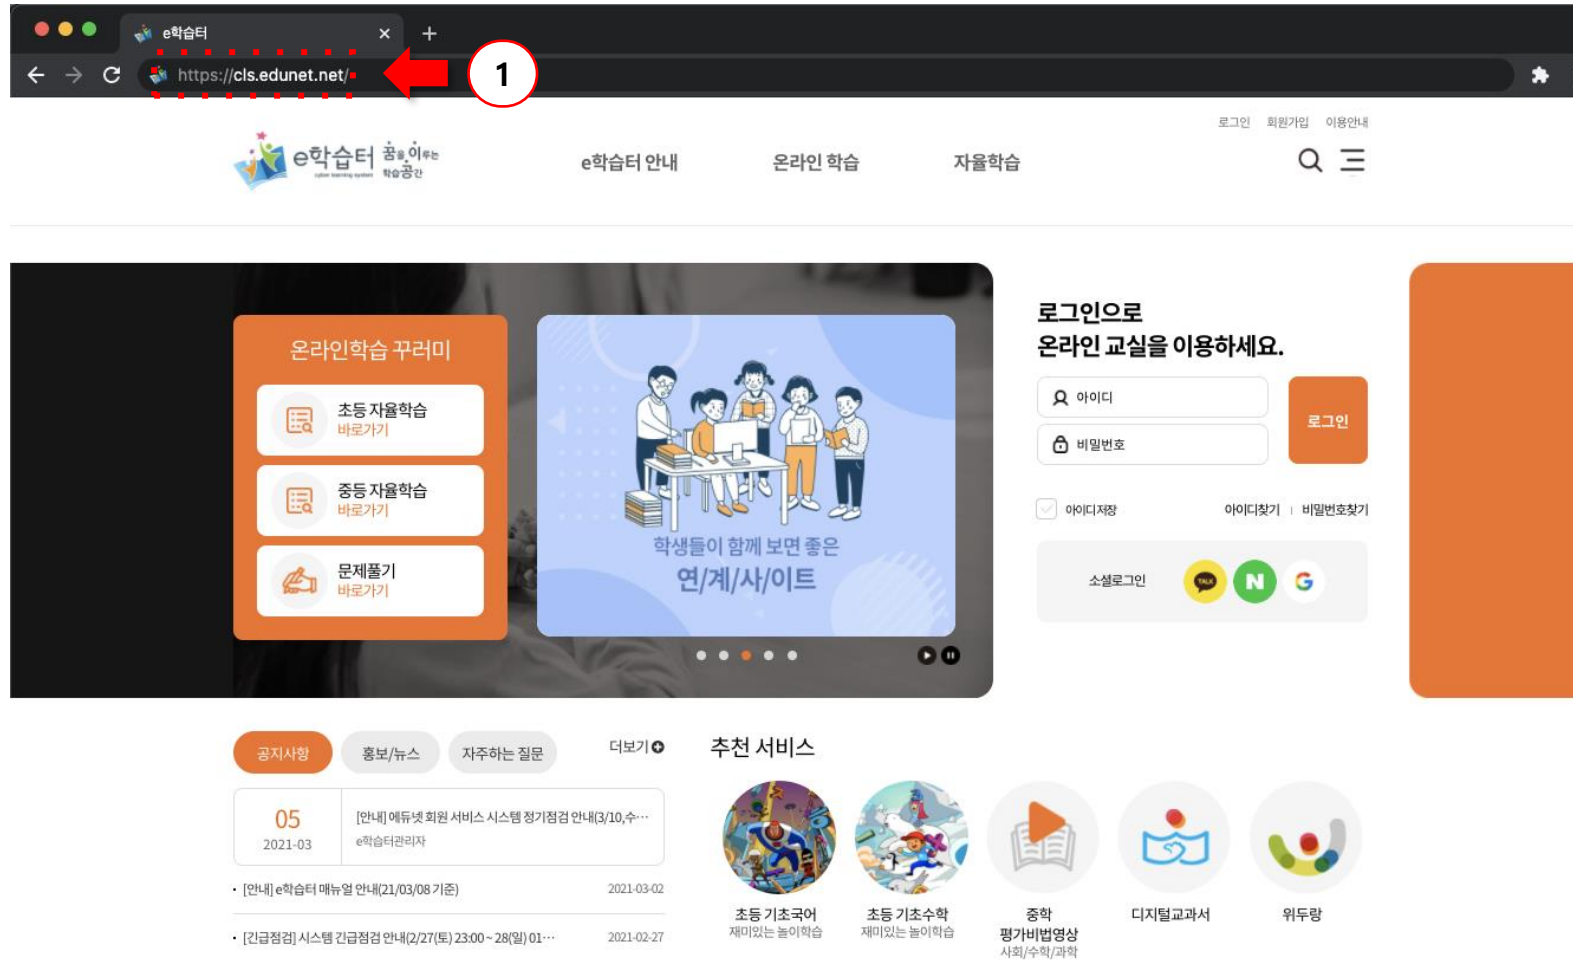 e학습터
https://cls.edunet.net/
1
로그인 회원가입 이용안내
e학습터 꿈을 이루는 학습공간
cyber learning system
e학습터 안내 온라인 학습 자율학습
온라인학습 꾸러미
초등 자율학습
바로가기
중등 자율학습
바로가기
문제풀기
바로가기
학생들이 함께 보면 좋은
연/계/사/이트
로그인으로
온라인 교실을 이용하세요.
아이디
비밀번호
로그인
아이디저장 아이디찾기 비밀번호찾기
소셜로그인
TALK
N
G
공지사항 홍보/뉴스 자주하는 질문 더보기
05
2021-03
[안내] 에듀넷 회원 서비스 시스템 정기점검 안내(3/10,수…
e학습터관리자
• [안내] e학습터 매뉴얼 안내(21/03/08 기준) 2021-03-02
• [긴급점검] 시스템 긴급점검 안내(2/27(토) 23:00 ~ 28(일) 01… 2021-02-27
추천 서비스
초등 기초국어
재미있는 놀이학습
초등 기초수학
재미있는 놀이학습
중학
평가비법영상
사회/수학/과학
디지털교과서
위두랑